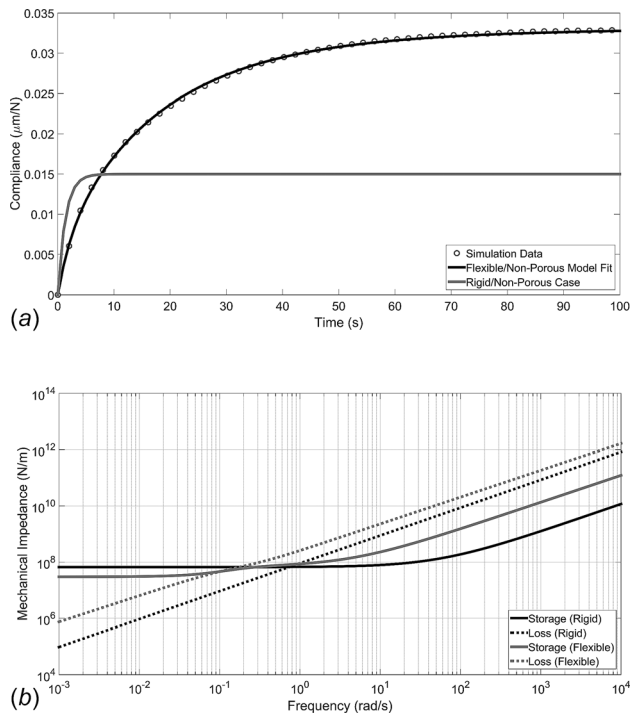 0.035
0.03
0.025
0.02
0.015
0.01
0.005
0
Compliance (μm/N)
Simulation Data
Flexible/Non-Porous Model Fit
Rigid/Non-Porous Case
0 10 20 30 40 50 60 70 80 90 100
Time (s)
(a)
10^14
10^12
10^10
10^8
10^6
10^4
Mechanical Impedance (N/m)
Storage (Rigid)
Loss (Rigid)
Storage (Flexible)
Loss (Flexible)
10^-3 10^-2 10^-1 10^0 10^1 10^2 10^3 10^4
Frequency (rad/s)
(b)